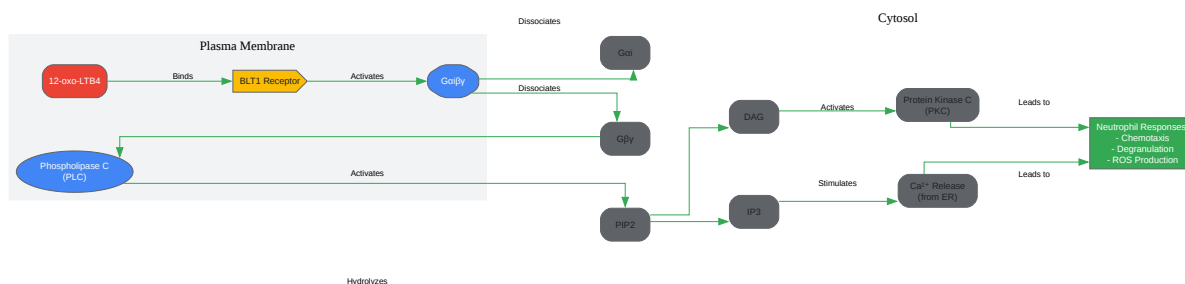 Dissociates
Cytosol
Plasma Membrane
Gαi
12-oxo-LTB4
Binds
BLT1 Receptor
Activates
Gαiβγ
Dissociates
Gβγ
DAG
Activates
Protein Kinase C
(PKC)
Leads to
Neutrophil Responses
- Chemotaxis
- Degranulation
- ROS Production
Phospholipase C
(PLC)
Activates
PIP2
IP3
Stimulates
Ca²⁺ Release
(from ER)
Leads to
Hydrolyzes